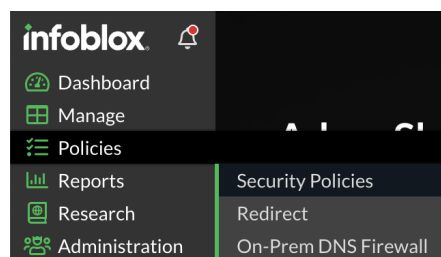 infoblox.
Dashboard
Manage
Policies
Reports
Research
Administration
Security Policies
Redirect
On-Prem DNS Firewall